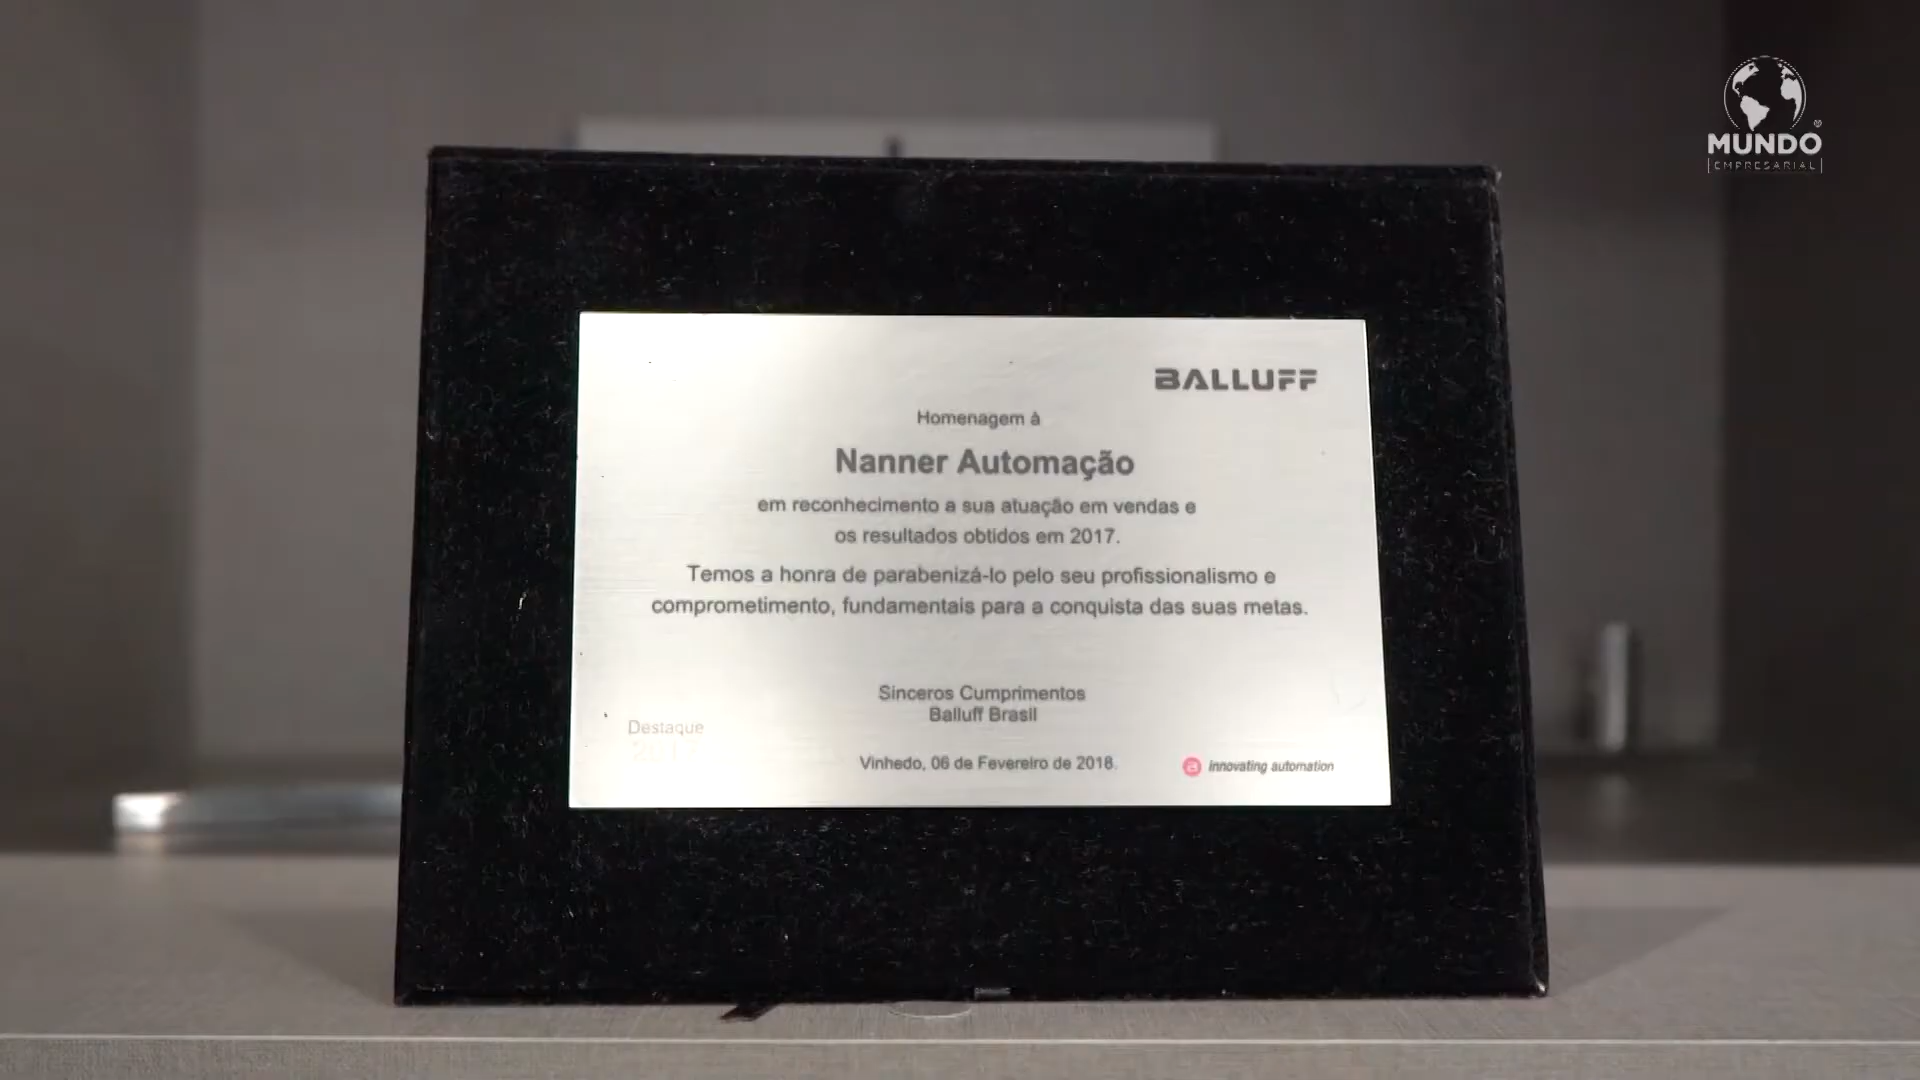 MUNDO
EMPRESARIAL
BALLUFF
Homenagem à
Nanner Automação
em reconhecimento a sua atuação em vendas e
os resultados obtidos em 2017.
Temos a honra de parabenizá-lo pelo seu profissionalismo e
comprometimento, fundamentais para a conquista das suas metas.
Sinceros Cumprimentos
Balluff Brasil
Destaque
2017
Vinhedo, 06 de Fevereiro de 2018.
innovating automation